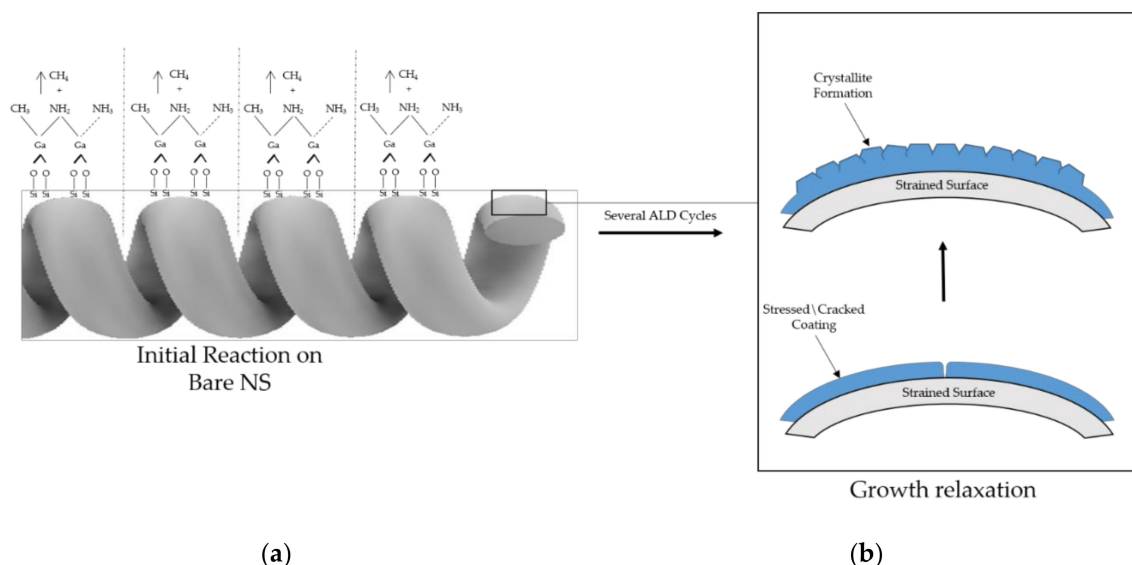 CH₄ CH₄ CH₄ CH₄
+ + + +
CH₃ NH₂ NH₃ CH₃ NH₂ NH₃ CH₃ NH₂ NH₃ CH₃ NH₂ NH₃
Ga Ga Ga Ga Ga Ga Ga Ga
O O O O O O O O O O O O O O O O
Si Si Si Si Si Si Si Si Si Si Si Si Si Si Si Si
Initial Reaction on
Bare NS
Several ALD Cycles
Crystallite
Formation
Strained Surface
Stressed\Cracked
Coating
Strained Surface
Growth relaxation
(a) (b)